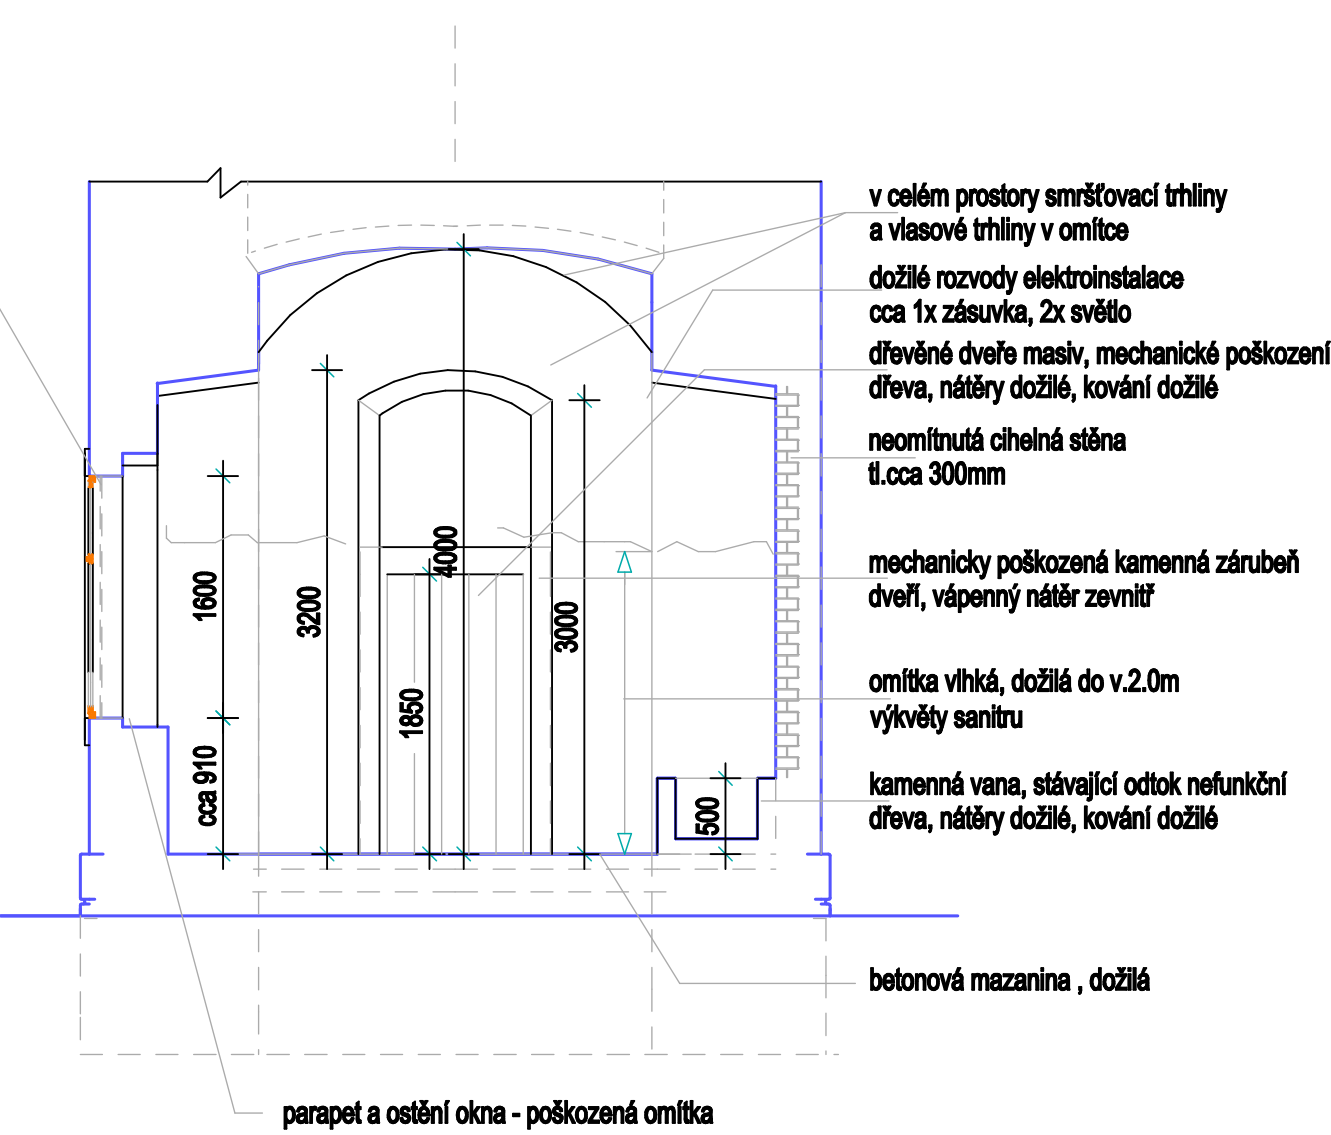 v celém prostory smršťovací trhliny
a vlasové trhliny v omítce
dožilé rozvody elektroinstalace
cca 1x zásuvka, 2x světlo
dřevěné dveře masiv, mechanické poškození
dřeva, nátěry dožilé, kování dožilé
neomítnutá cihelná stěna
tl.cca 300mm
mechanicky poškozená kamenná zárubeň
dveří, vápenný nátěr zevnitř
omítka vlhká, dožilá do v.2.0m
výkvěty sanitru
kamenná vana, stávající odtok nefunkční
dřeva, nátěry dožilé, kování dožilé
betonová mazanina , dožilá
parapet a ostění okna - poškozená omítka
1600
cca 910
3200
1850
4000
3000
500